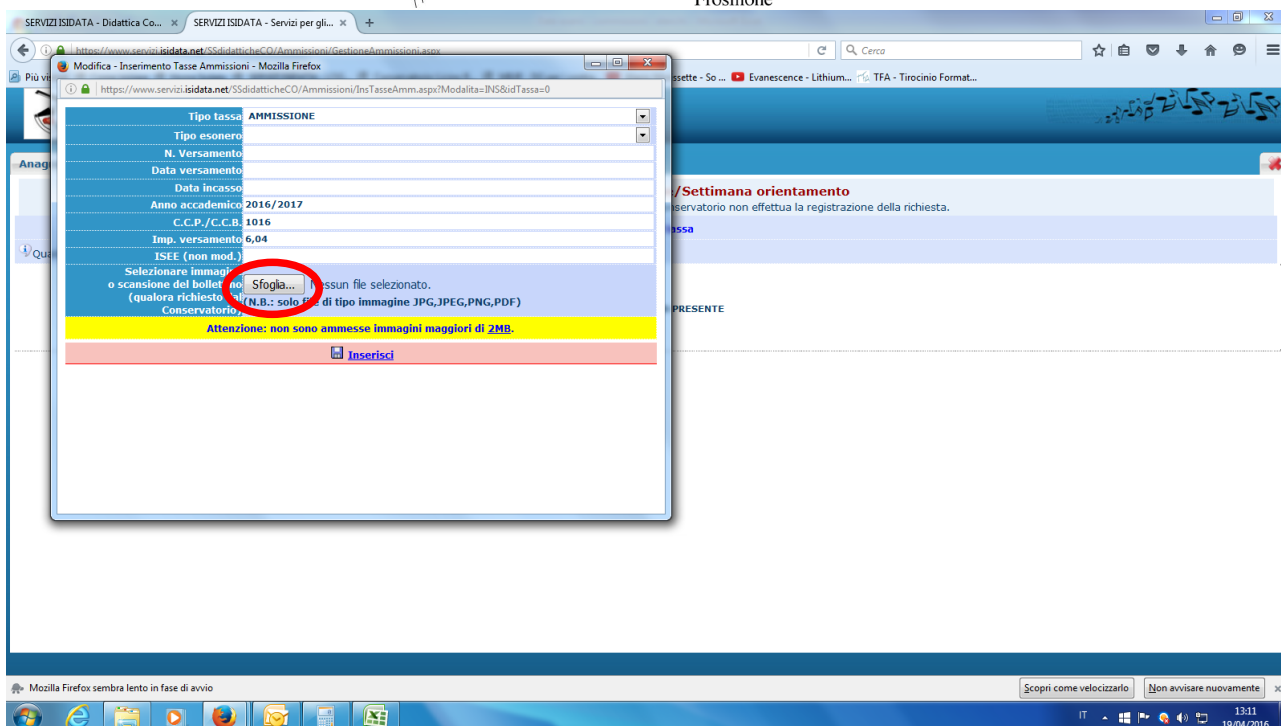 Frosinone
SERVIZI ISIDATA - Didattica Co...
SERVIZI ISIDATA - Servizi per gli...
https://www.servizi.isidata.net/SSdidatticheCO/Ammissioni/GestioneAmmissioni.aspx
Cerca
Modifica - Inserimento Tasse Ammissioni - Mozilla Firefox
Più vi
ssette - So ...
Evanescence - Lithium...
TFA - Tirocinio Format...
https://www.servizi.isidata.net/SSdidatticheCO/Ammissioni/InsTasseAmm.aspx?Modalita=INS&idTassa=0
Tipo tassa AMMISSIONE
Tipo esonero
N. Versamento
Anag
Data versamento
Data incasso
/Settimana orientamento
Anno accademico 2016/2017
servatorio non effettua la registrazione della richiesta.
C.C.P./C.C.B. 1016
assa
Imp. versamento 6,04
ISEE (non mod.)
Qua
Selezionare immagine
o scansione del bollettino
(qualora richiesto
Conservatorio)
Sfoglia...
Nessun file selezionato.
(N.B.: solo file di tipo immagine JPG,JPEG,PNG,PDF)
PRESENTE
Attenzione: non sono ammesse immagini maggiori di 2MB.
Inserisci
Mozilla Firefox sembra lento in fase di avvio
Scopri come velocizzarlo
Non avvisare nuovamente
IT
13:11
19/04/2016